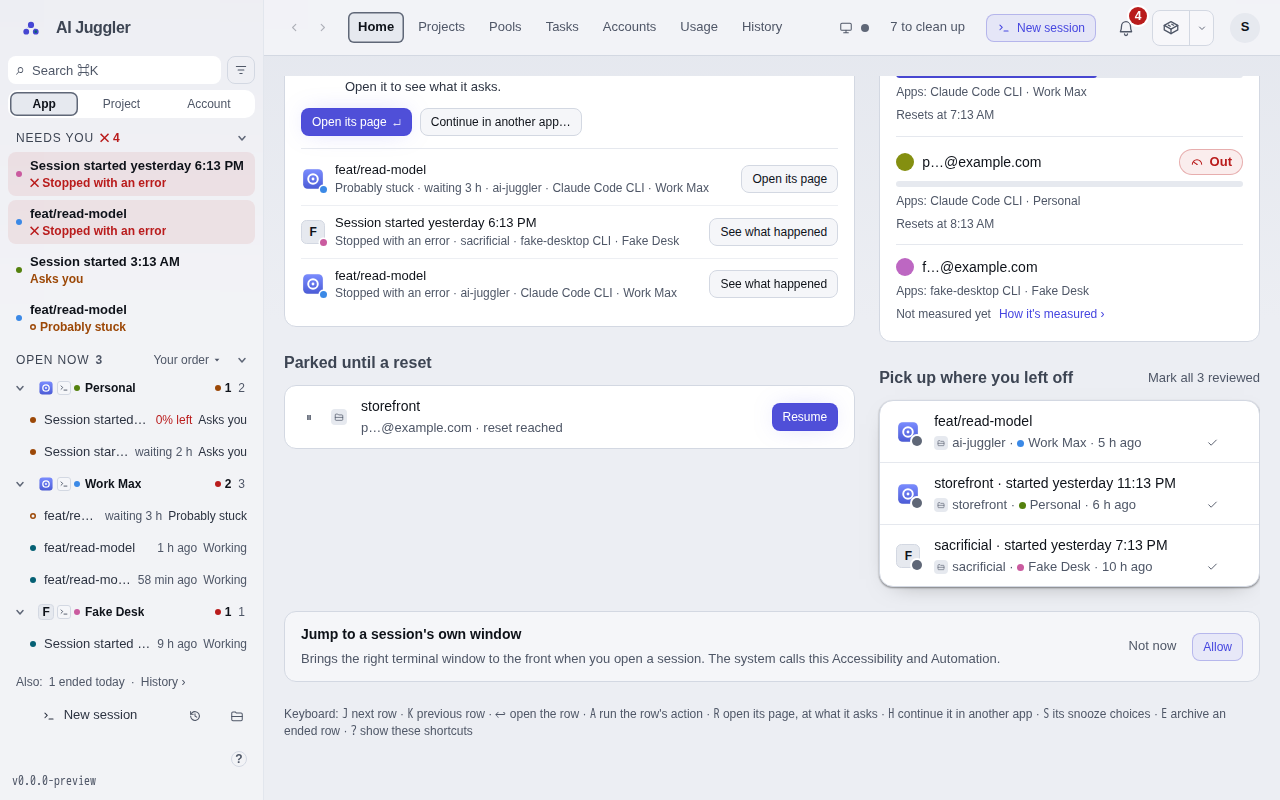 AI Juggler
Search ⌘K
App
Project
Account
NEEDS YOU 4
Session started yesterday 6:13 PM
Stopped with an error
feat/read-model
Stopped with an error
Session started 3:13 AM
Asks you
feat/read-model
Probably stuck
OPEN NOW 3
Your order
Personal
1 2
Session started… 0% left Asks you
Session star… waiting 2 h Asks you
Work Max
2 3
feat/re… waiting 3 h Probably stuck
feat/read-model 1 h ago Working
feat/read-mo… 58 min ago Working
F Fake Desk
1 1
Session started … 9 h ago Working
Also: 1 ended today · History ›
New session
?
v0.0.0-preview
Home
Projects
Pools
Tasks
Accounts
Usage
History
7 to clean up
New session
4
S
Open it to see what it asks.
Open its page ↵
Continue in another app…
feat/read-model
Probably stuck · waiting 3 h · ai-juggler · Claude Code CLI · Work Max
Open its page
F
Session started yesterday 6:13 PM
Stopped with an error · sacrificial · fake-desktop CLI · Fake Desk
See what happened
feat/read-model
Stopped with an error · ai-juggler · Claude Code CLI · Work Max
See what happened
Parked until a reset
storefront
p…@example.com · reset reached
Resume
Apps: Claude Code CLI · Work Max
Resets at 7:13 AM
p…@example.com
Out
Apps: Claude Code CLI · Personal
Resets at 8:13 AM
f…@example.com
Apps: fake-desktop CLI · Fake Desk
Not measured yet How it's measured ›
Pick up where you left off
Mark all 3 reviewed
feat/read-model
ai-juggler · Work Max · 5 h ago
storefront · started yesterday 11:13 PM
storefront · Personal · 6 h ago
F
sacrificial · started yesterday 7:13 PM
sacrificial · Fake Desk · 10 h ago
Jump to a session's own window
Brings the right terminal window to the front when you open a session. The system calls this Accessibility and Automation.
Not now
Allow
Keyboard: J next row · K previous row · ↩ open the row · A run the row's action · R open its page, at what it asks · H continue it in another app · S its snooze choices · E archive an
ended row · ? show these shortcuts